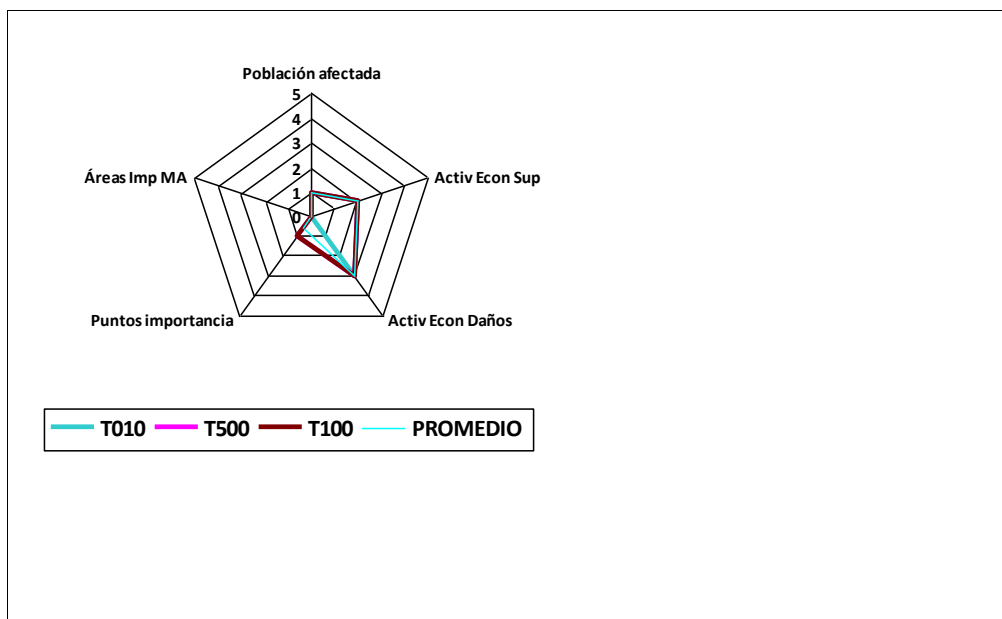 Población afectada
5
4
3
2
1
0
Áreas Imp MA
Activ Econ Sup
Puntos importancia
Activ Econ Daños
T010 T500 T100 PROMEDIO